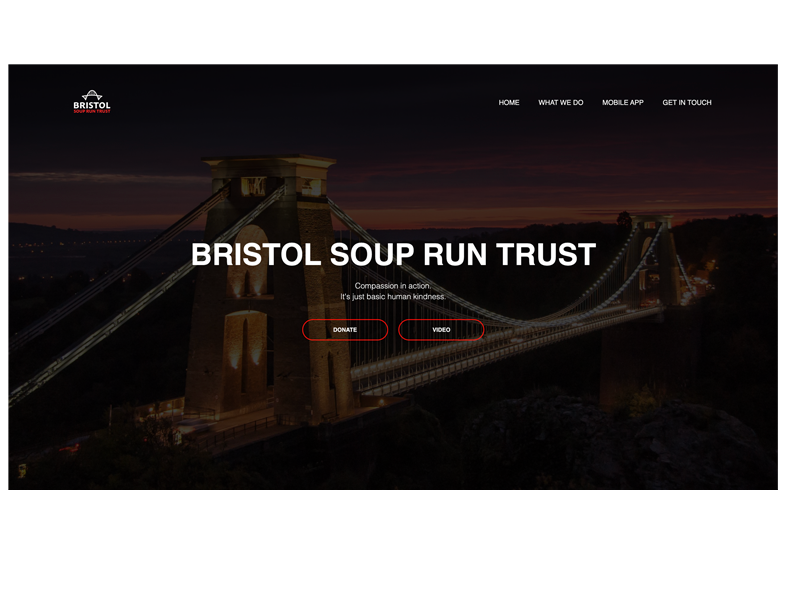 BRISTOL
SOUP RUN TRUST
HOME
WHAT WE DO
MOBILE APP
GET IN TOUCH
BRISTOL SOUP RUN TRUST
Compassion in action.
It's just basic human kindness.
DONATE
VIDEO